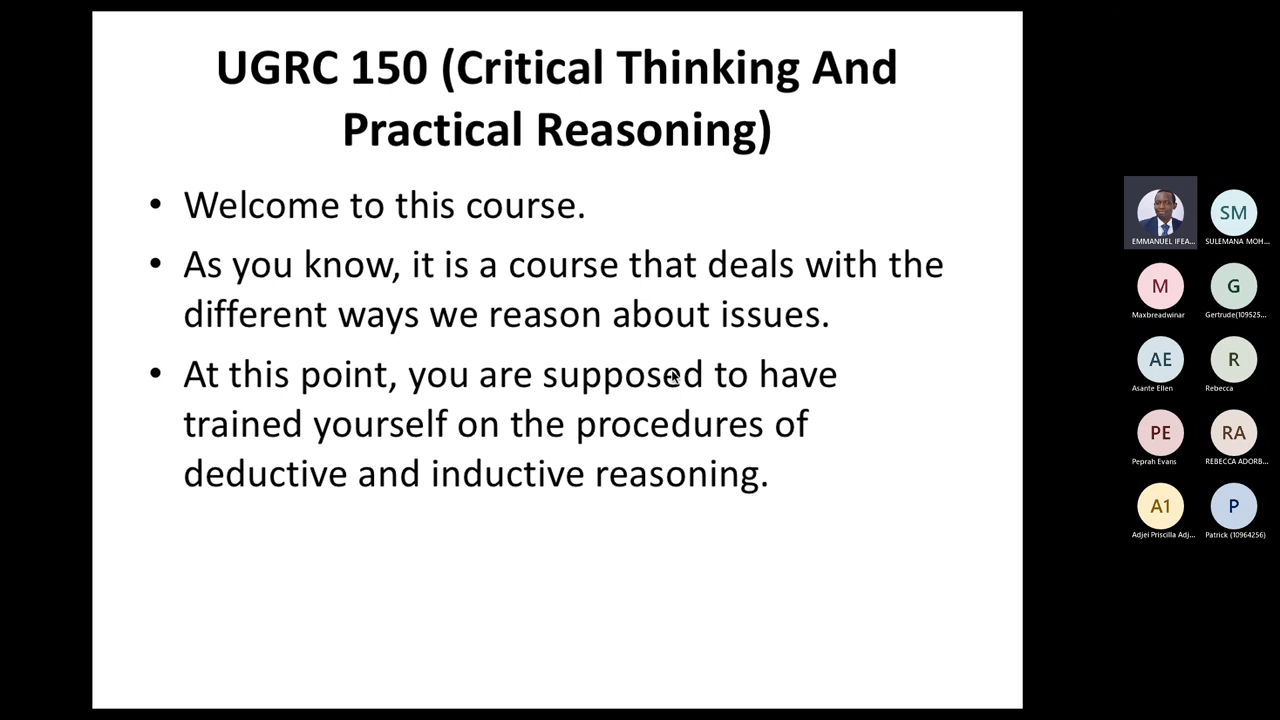 UGRC 150 (Critical Thinking And
Practical Reasoning)
• Welcome to this course.
• As you know, it is a course that deals with the
different ways we reason about issues.
• At this point, you are supposed to have
trained yourself on the procedures of
deductive and inductive reasoning.
EMMANUEL IFEA...
SM
SULEMANA MOH...
M
Maxbreadwinar
G
Gertrude(109525...
AE
Asante Ellen
R
Rebecca
PE
Peprah Evans
RA
REBECCA ADORB...
A1
Adjei Priscilla Adj...
P
Patrick (10964256)